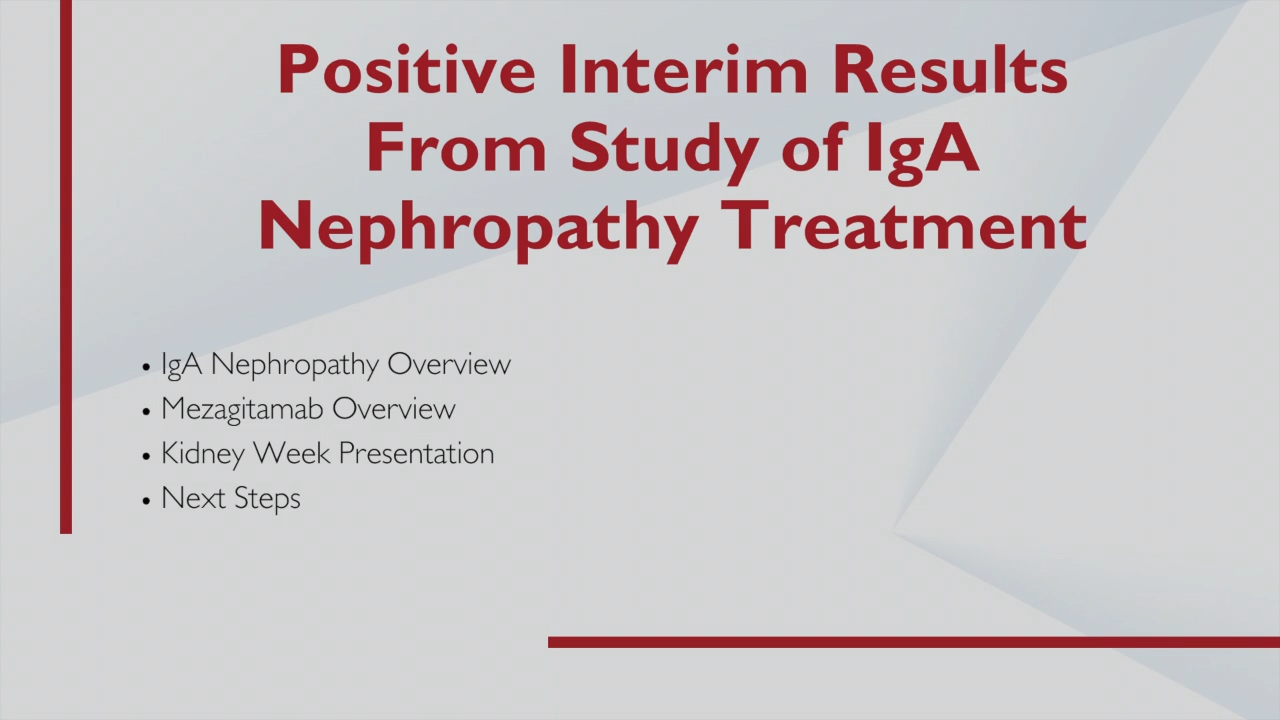 Positive Interim Results
From Study of IgA
Nephropathy Treatment
• IgA Nephropathy Overview
• Mezagitamab Overview
• Kidney Week Presentation
• Next Steps